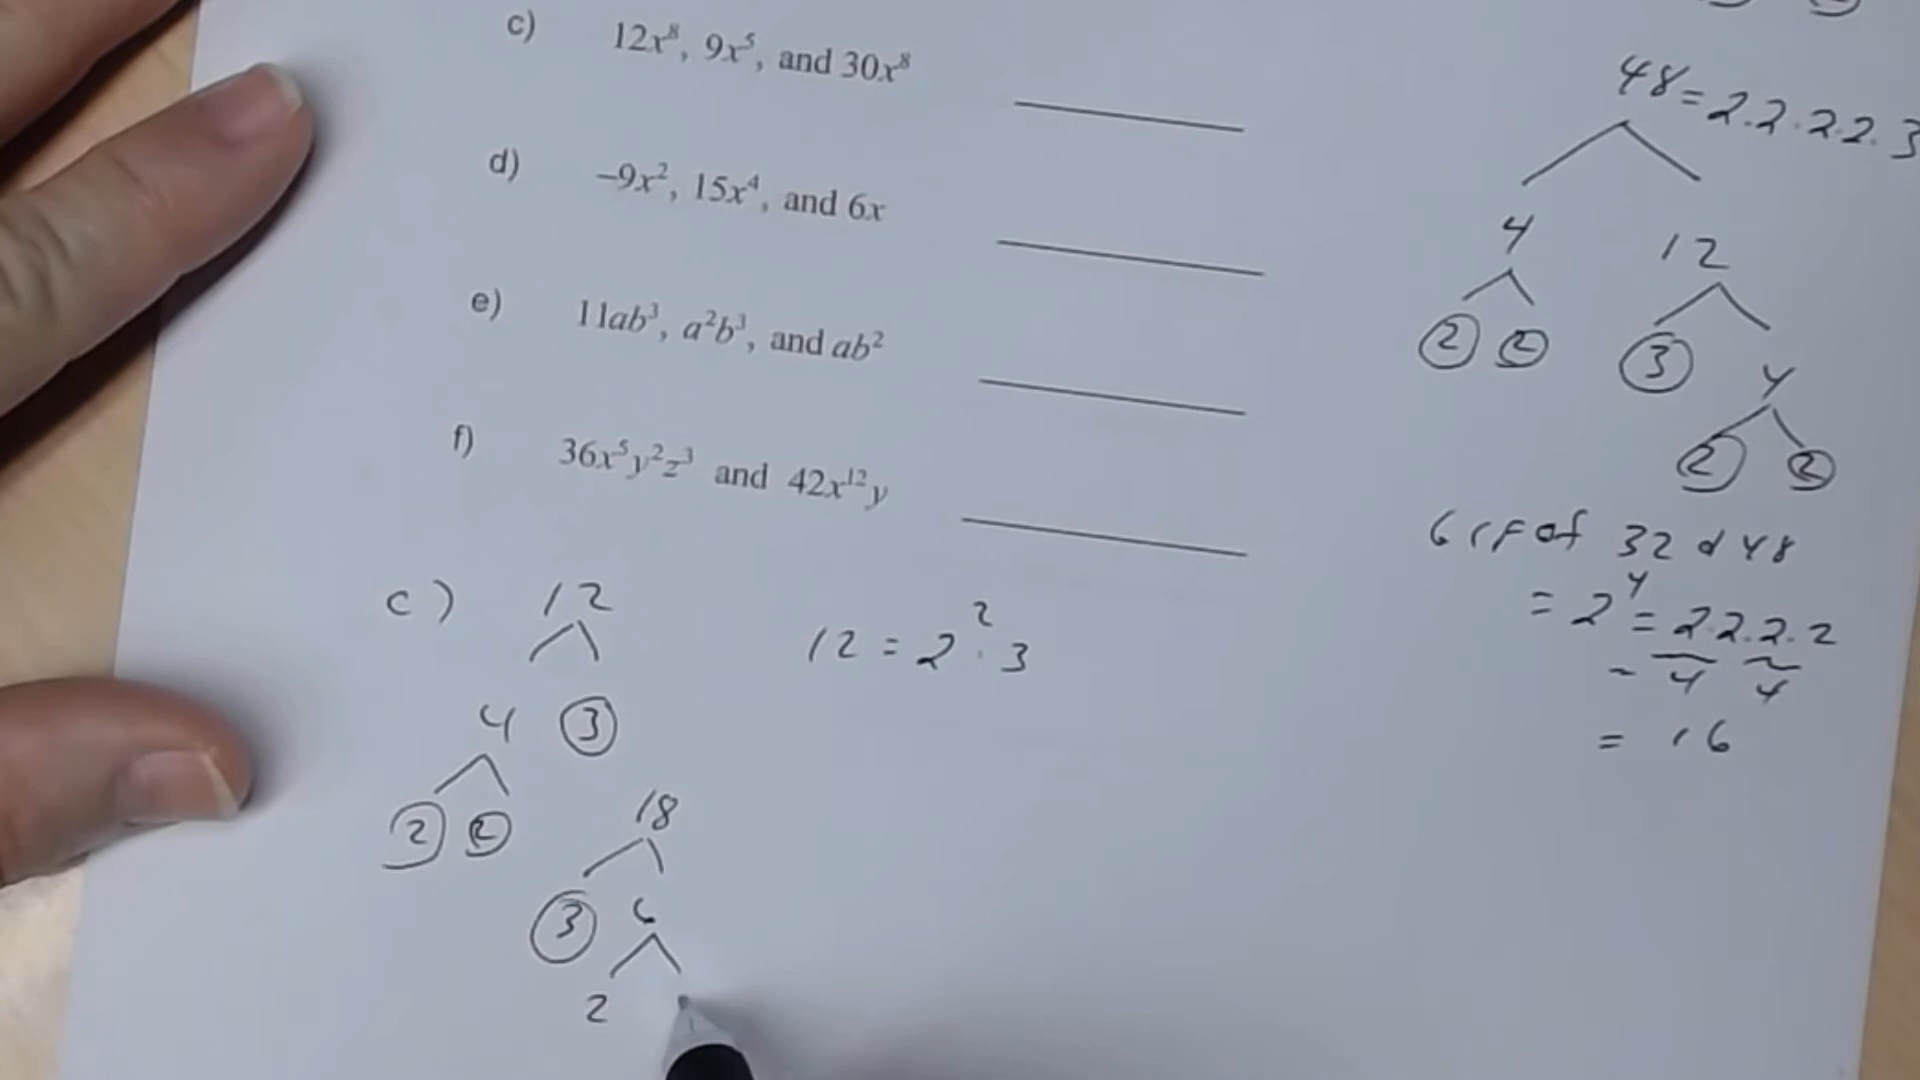 c) 12x⁸, 9x⁵, and 30x⁸
d) –9x², 15x⁴, and 6x
e) 11ab³, a²b³, and ab²
f) 36x⁵y²z³ and 42x¹²y
c) 12
4 3
2 2
18
3 6
2
12 = 2² · 3
48 = 2·2·2·2·3
4 12
2 2 3 4
2 2
GCF of 32 & 48
= 2⁴ = 2·2·2·2
= 4 4
= 16